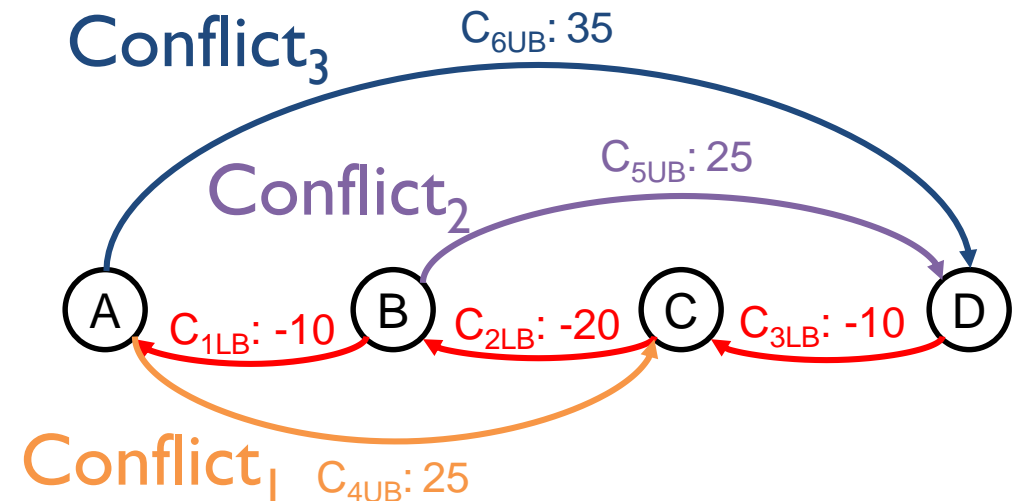 Conflict₃
C₆UB: 35
C₅UB: 25
Conflict₂
A
B
C
D
C₁LB: -10
C₂LB: -20
C₃LB: -10
Conflict₁
C₄UB: 25